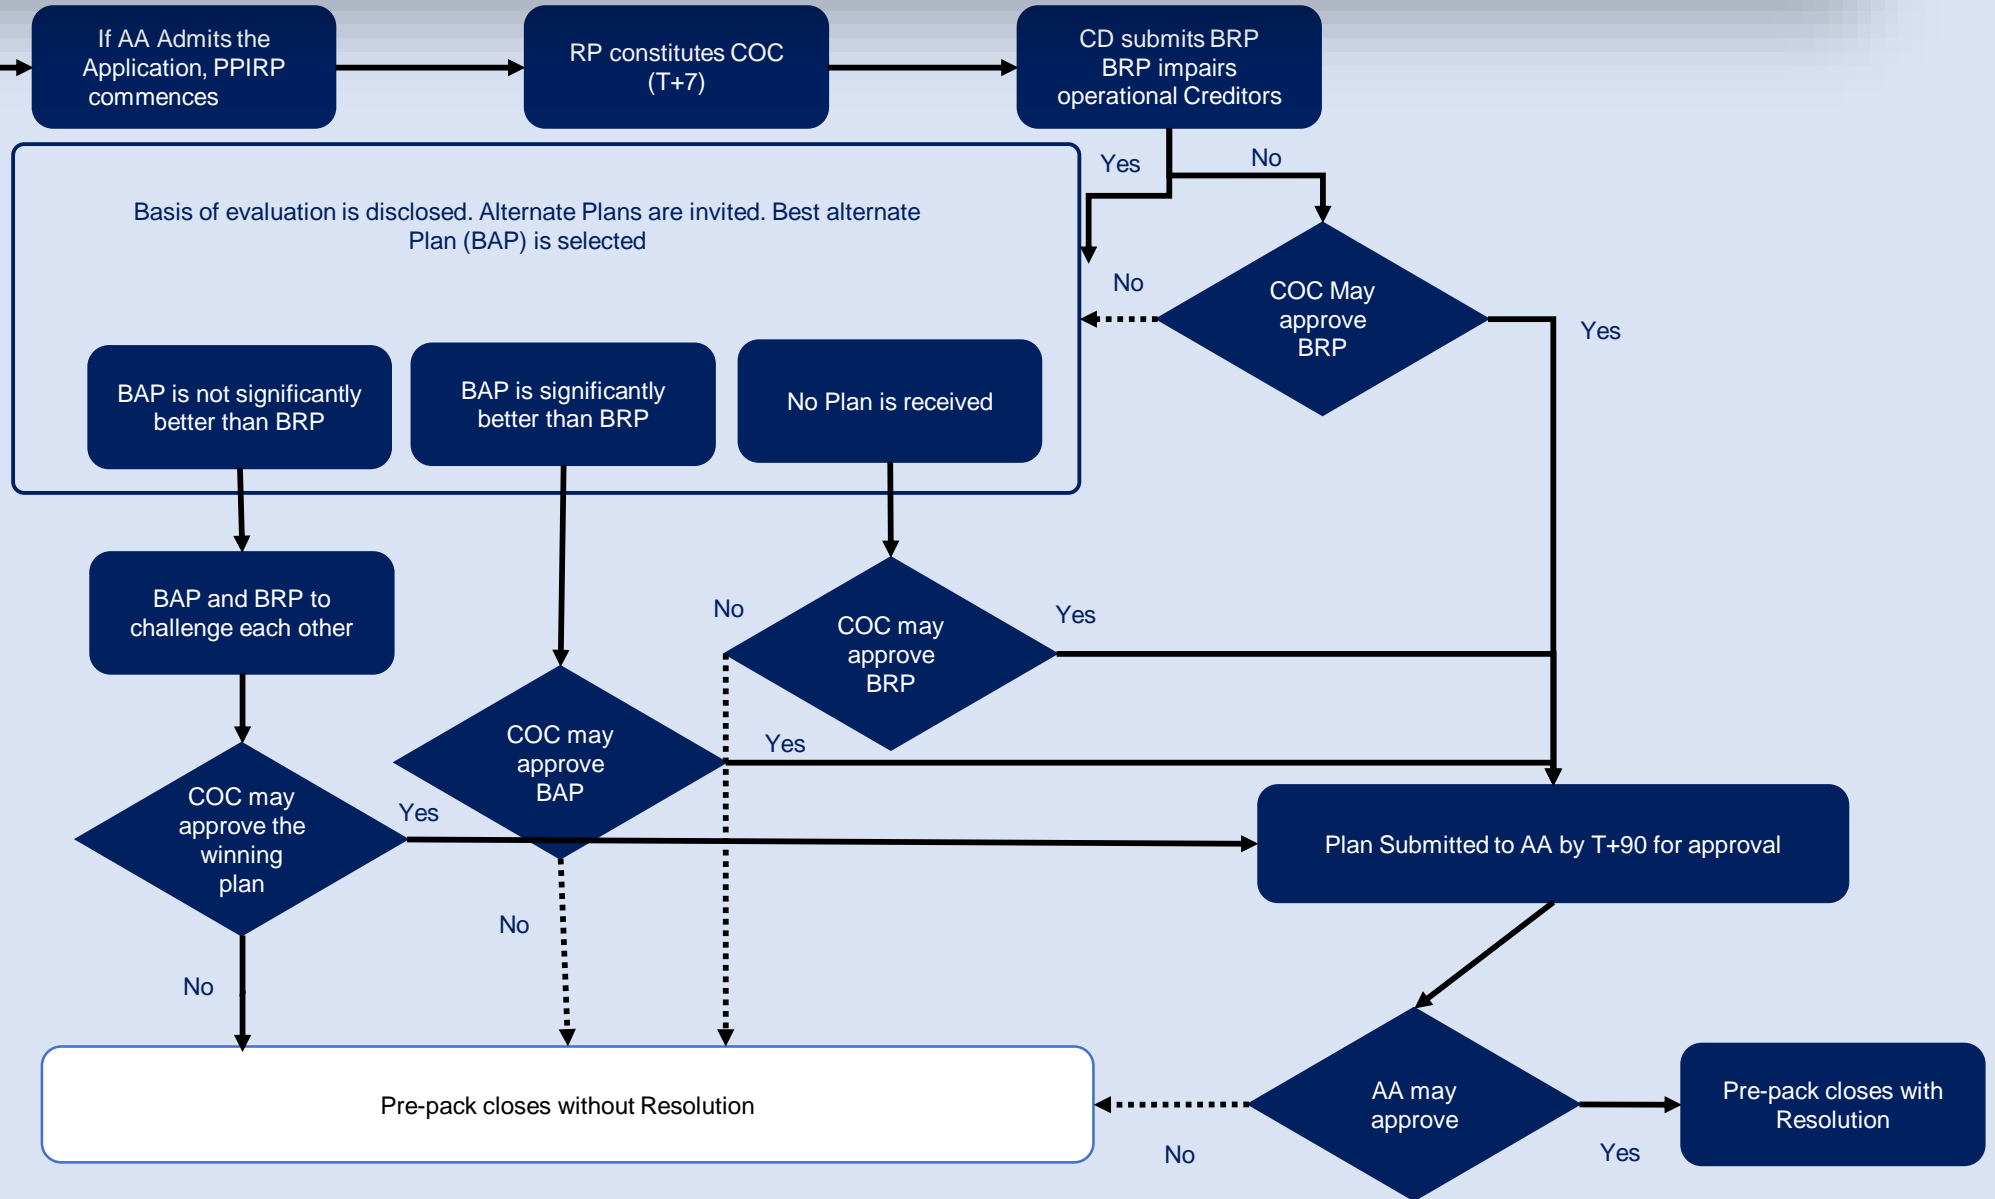 If AA Admits the
Application, PPIRP
commences
RP constitutes COC
(T+7)
CD submits BRP
BRP impairs
operational Creditors
Yes
No
Basis of evaluation is disclosed. Alternate Plans are invited. Best alternate
Plan (BAP) is selected
No
COC May
approve
BRP
Yes
BAP is not significantly
better than BRP
BAP is significantly
better than BRP
No Plan is received
BAP and BRP to
challenge each other
No
COC may
approve
BRP
Yes
COC may
approve
BAP
Yes
COC may
approve the
winning
plan
Yes
Plan Submitted to AA by T+90 for approval
No
No
Pre-pack closes without Resolution
AA may
approve
Pre-pack closes with
Resolution
No
Yes